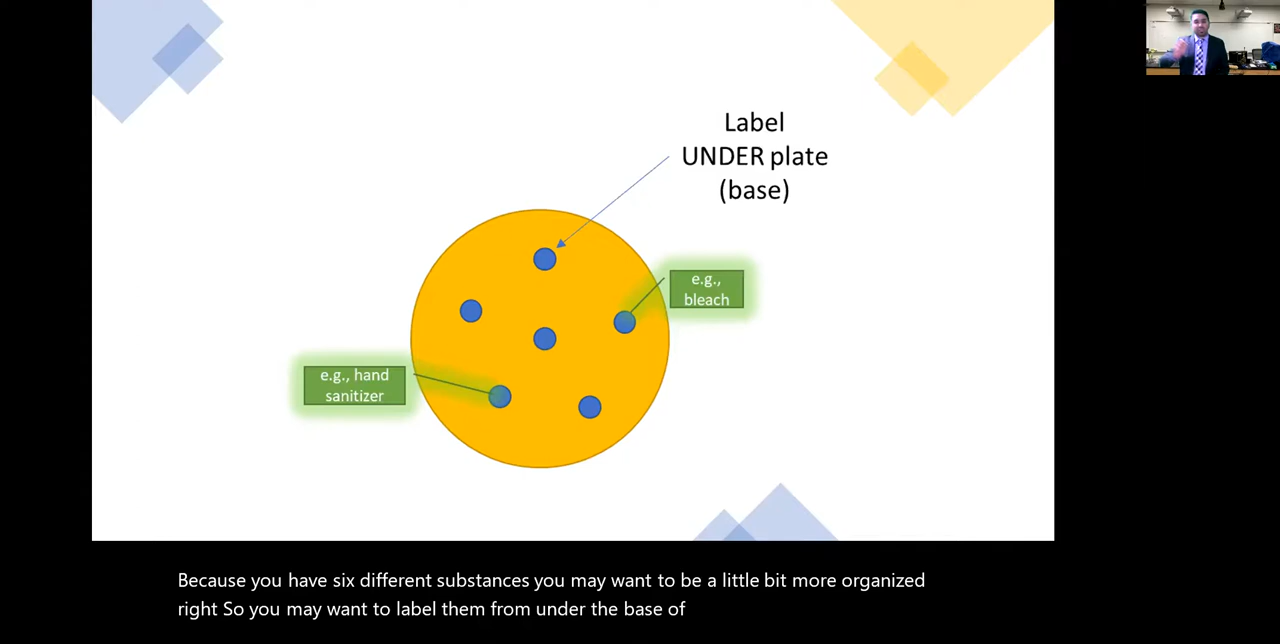 Label
UNDER plate
(base)
e.g.,
bleach
e.g., hand
sanitizer
Because you have six different substances you may want to be a little bit more organized
right So you may want to label them from under the base of